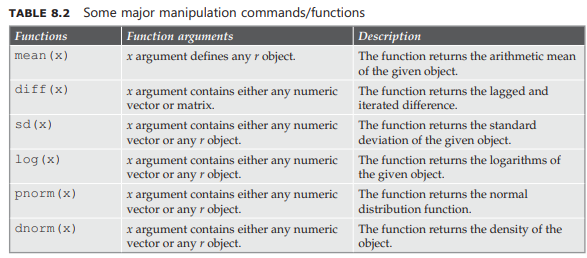 TABLE 8.2 Some major manipulation commands/functions
Functions Function arguments Description
mean(x) x argument defines any r object. The function returns the arithmetic mean
of the given object.
diff(x) x argument contains either any numeric The function returns the lagged and
vector or matrix. iterated difference.
sd(x) x argument contains either any numeric The function returns the standard
vector or any r object. deviation of the given object.
log(x) x argument contains either any numeric The function returns the logarithms of
vector or any r object. the given object.
pnorm(x) x argument contains either any numeric The function returns the normal
vector or any r object. distribution function.
dnorm(x) x argument contains either any numeric The function returns the density of the
vector or any r object. object.